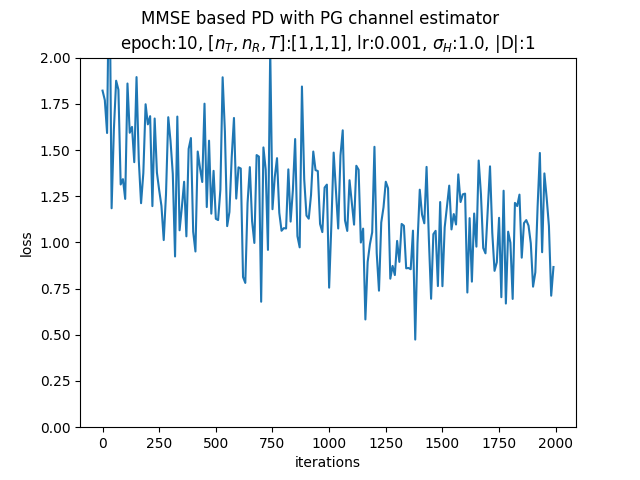 MMSE based PD with PG channel estimator
epoch:10, [n_T, n_R, T]:[1,1,1], lr:0.001, σ_H:1.0, |D|:1
2.00
1.75
1.50
1.25
1.00
0.75
0.50
0.25
0.00
loss
0 250 500 750 1000 1250 1500 1750 2000
iterations